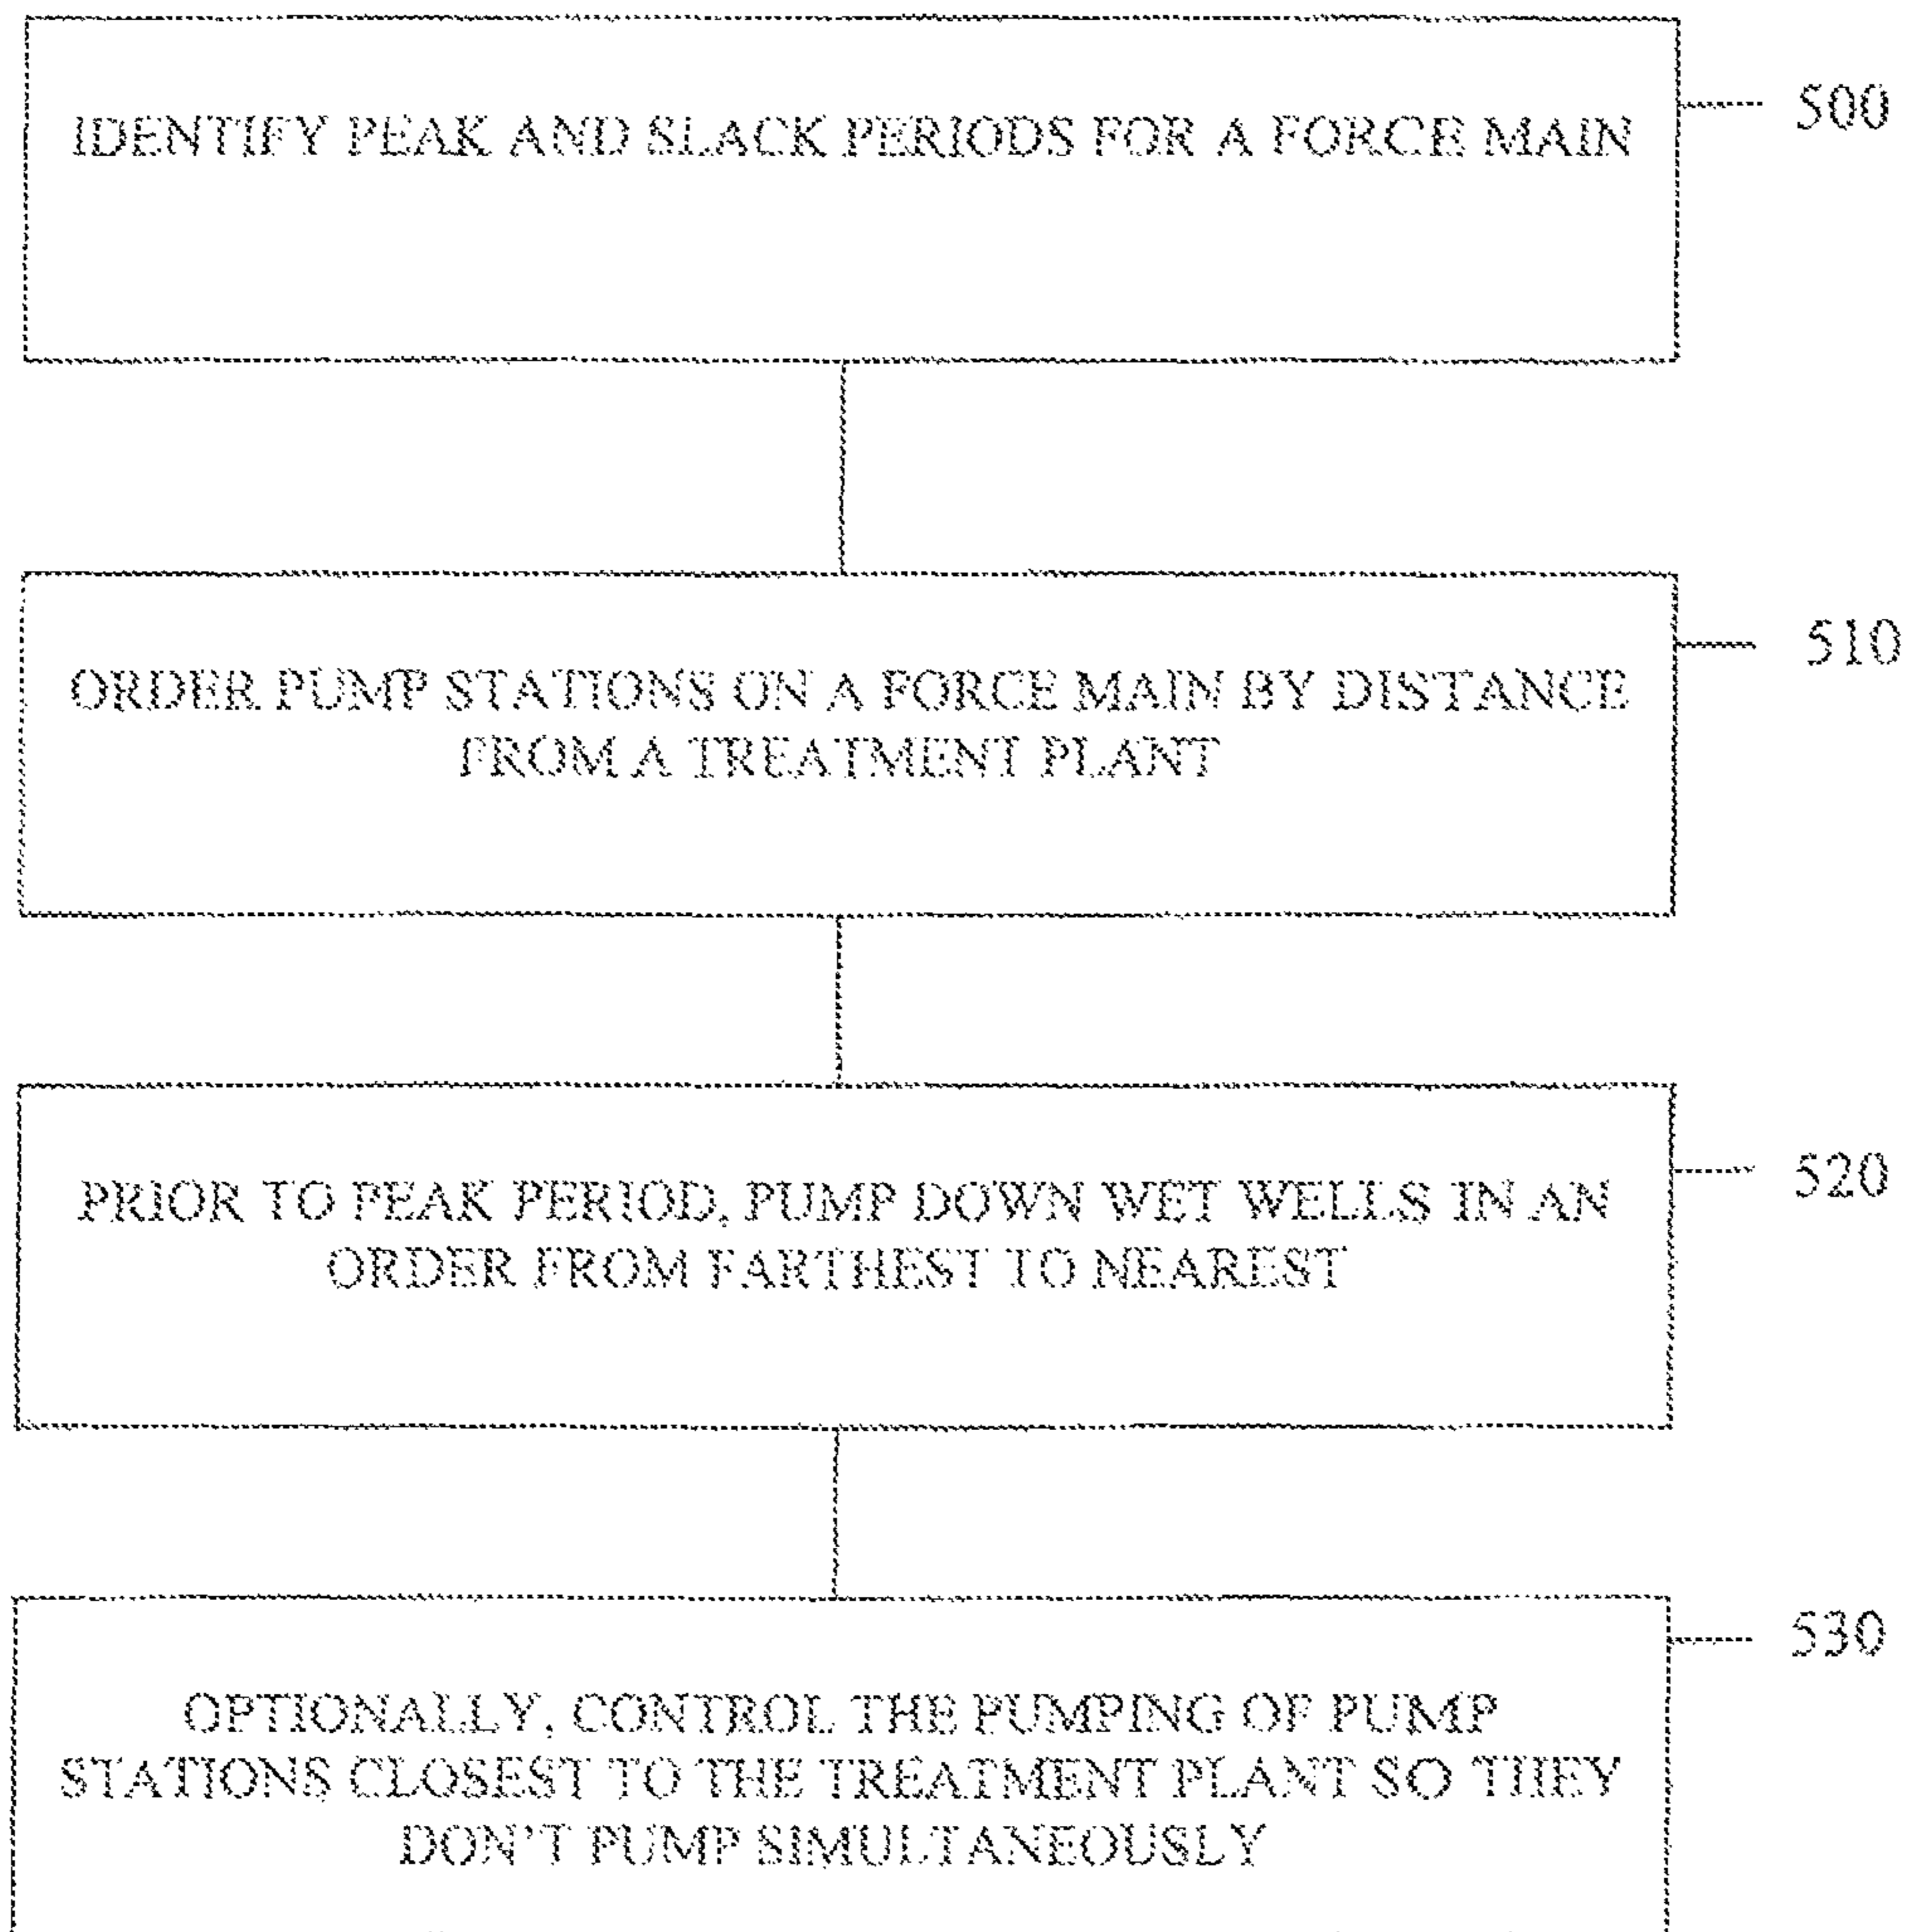 IDENTIFY PEAK AND SLACK PERIODS FOR A FORCE MAIN
500
ORDER PUMP STATIONS ON A FORCE MAIN BY DISTANCE
FROM A TREATMENT PLANT
510
PRIOR TO PEAK PERIOD, PUMP DOWN WET WELLS IN AN
ORDER FROM FARTHEST TO NEAREST
520
OPTIONALLY, CONTROL THE PUMPING OF PUMP
STATIONS CLOSEST TO THE TREATMENT PLANT SO THEY
DON'T PUMP SIMULTANEOUSLY
530